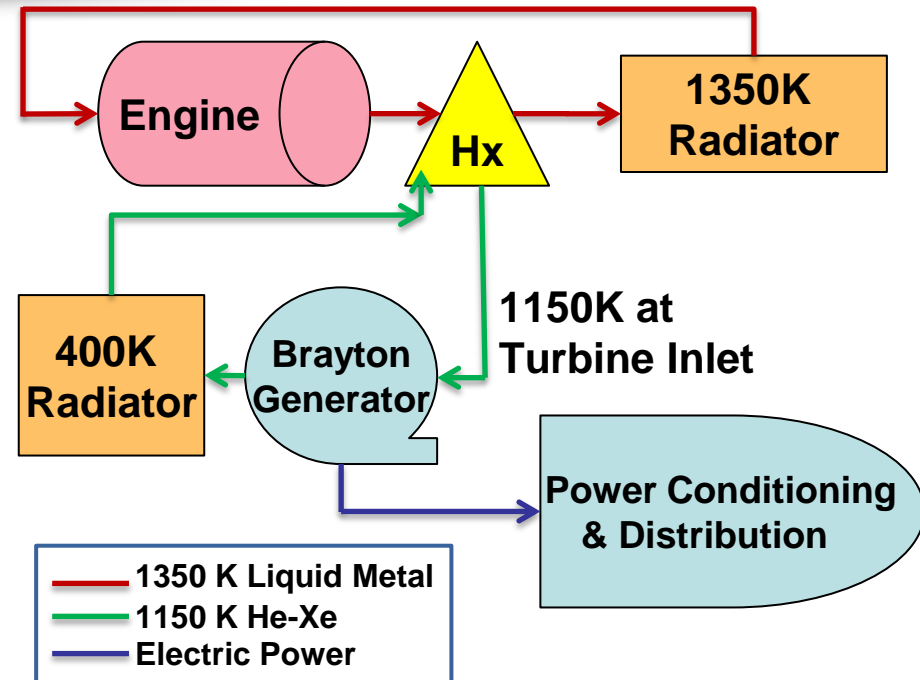 Engine
Hx
1350K
Radiator
400K
Radiator
Brayton
Generator
1150K at
Turbine Inlet
Power Conditioning
& Distribution
1350 K Liquid Metal
1150 K He-Xe
Electric Power